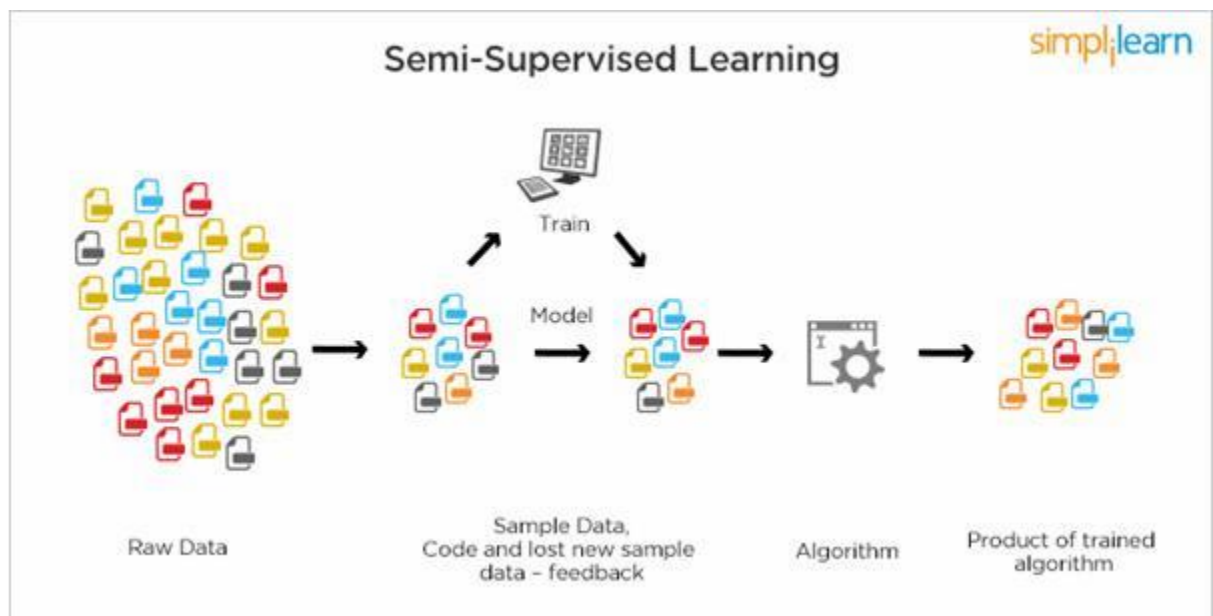 Semi-Supervised Learning
simplilearn
Train
Model
Raw Data
Sample Data,
Code and lost new sample
data – feedback
Algorithm
Product of trained
algorithm